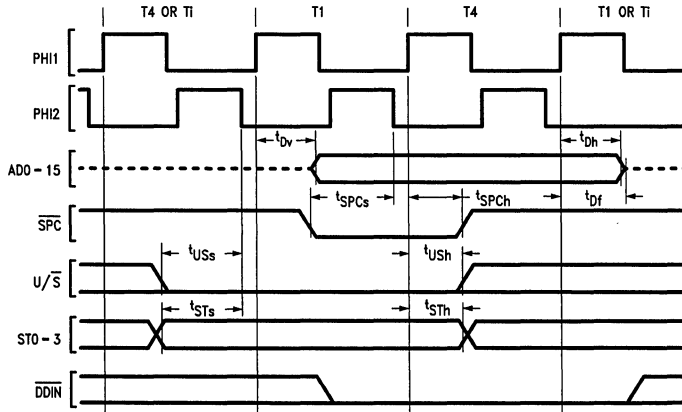 T4 OR Ti T1 T4 T1 OR Ti
PHI1
PHI2
tDv tDh
AD0-15
tSPCs tSPCh tDf
SPC
tUSs tUSh
U/S
tSTs tSTh
ST0-3
DDIN